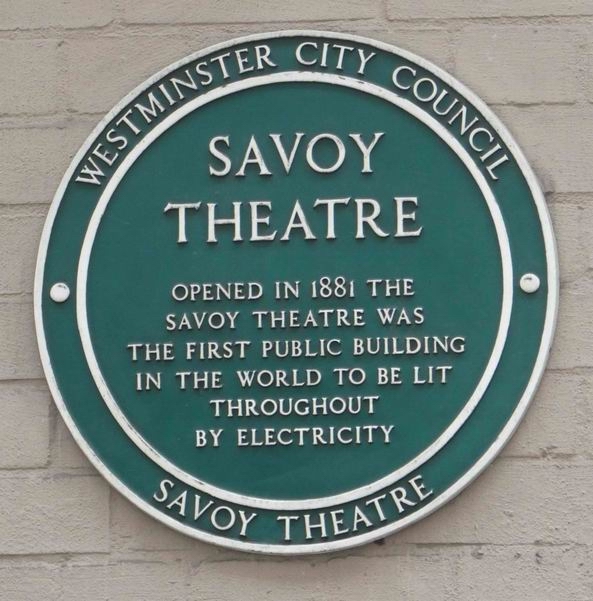 WESTMINSTER CITY COUNCIL
SAVOY
THEATRE
OPENED IN 1881 THE
SAVOY THEATRE WAS
THE FIRST PUBLIC BUILDING
IN THE WORLD TO BE LIT
THROUGHOUT
BY ELECTRICITY
SAVOY THEATRE